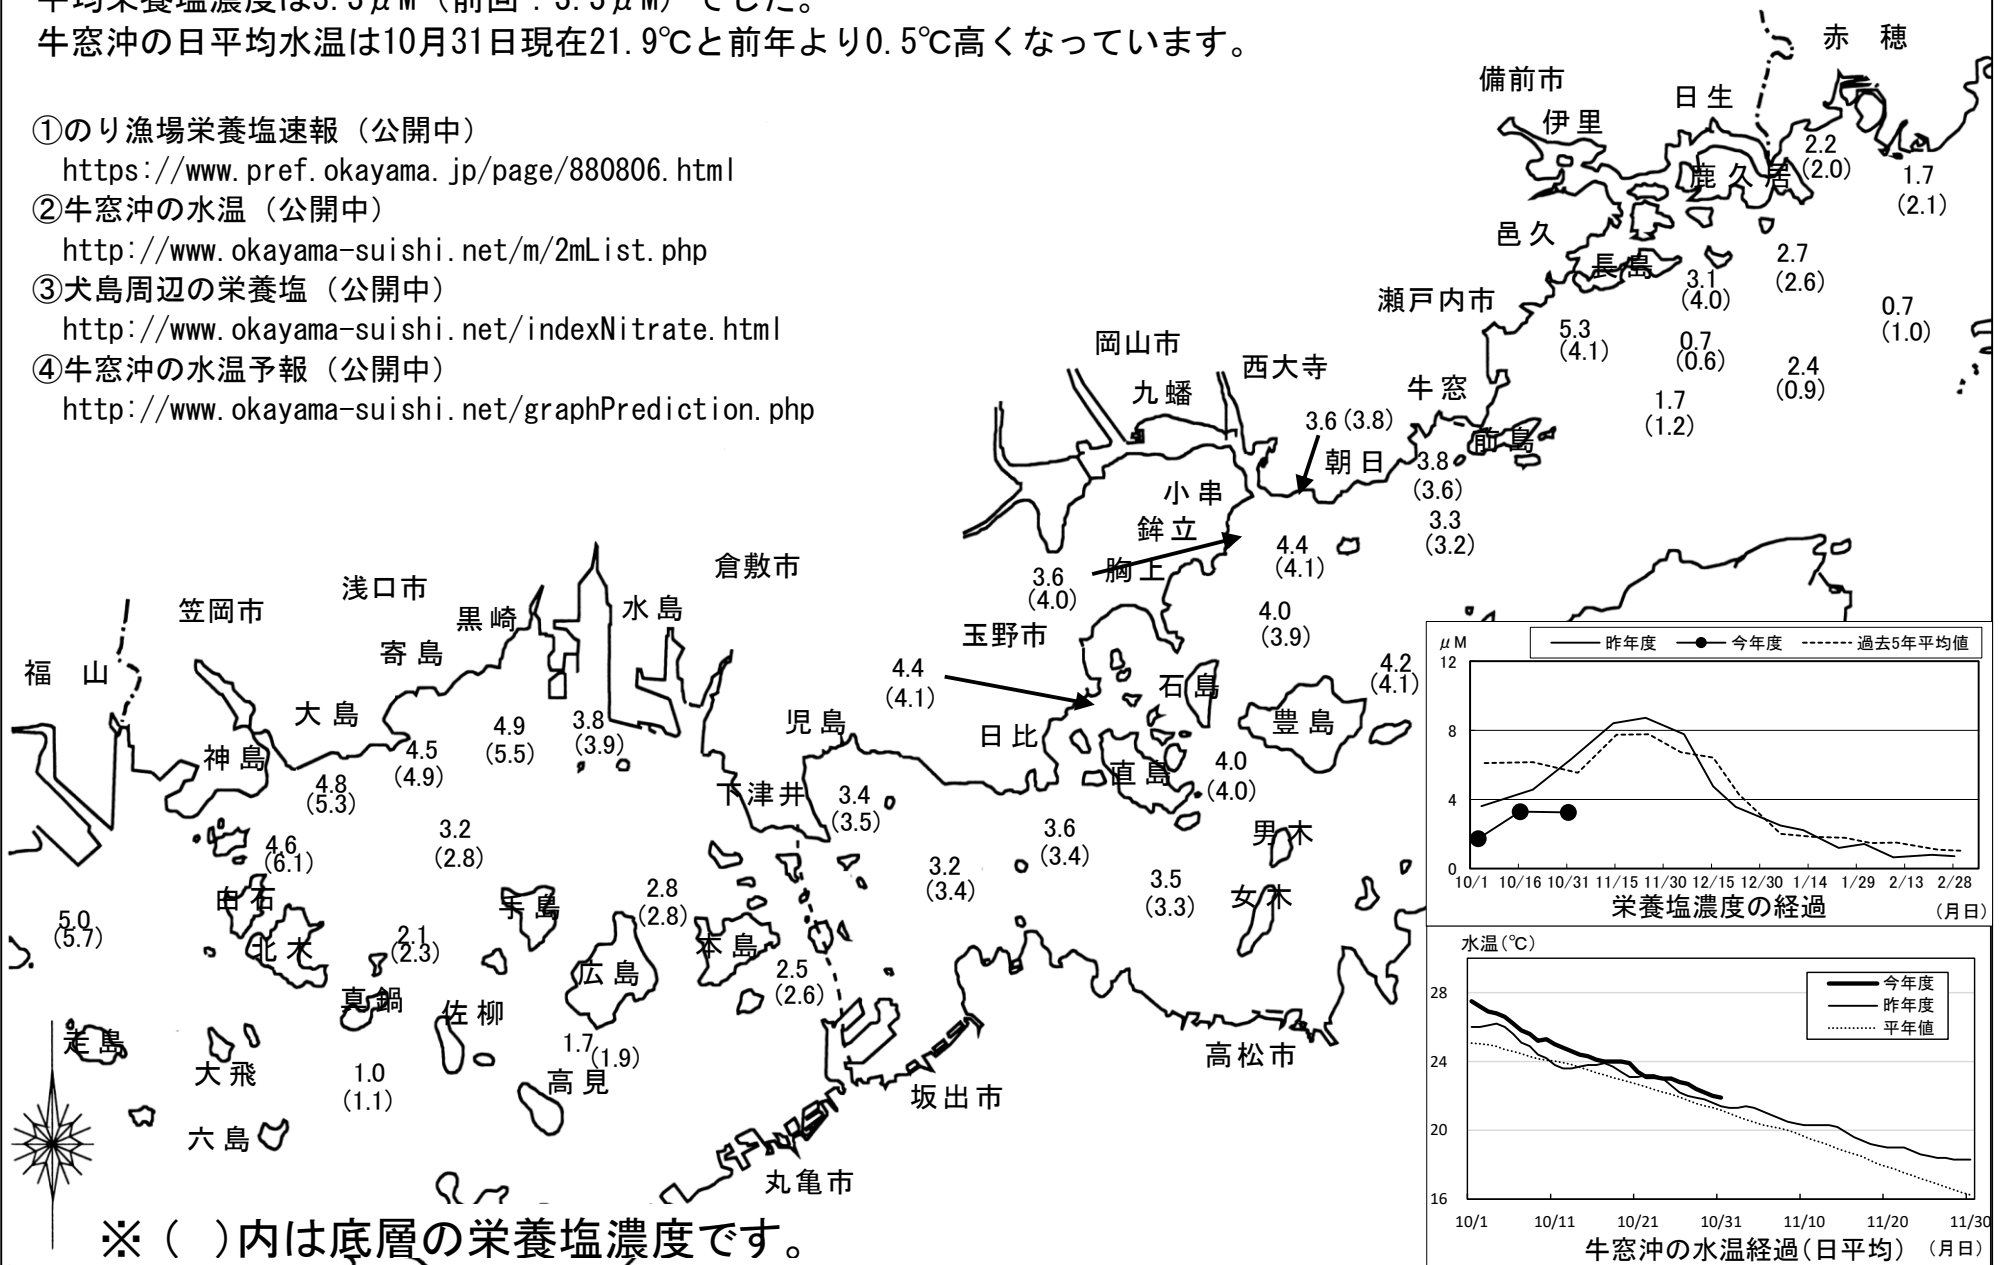 平均栄養塩濃度は3.3μM（前回：3.3μM）でした。
牛窓沖の日平均水温は10月31日現在21.9℃と前年より0.5℃高くなっています。
①のり漁場栄養塩速報（公開中）
https://www.pref.okayama.jp/page/880806.html
②牛窓沖の水温（公開中）
http://www.okayama-suishi.net/m/2mList.php
③犬島周辺の栄養塩（公開中）
http://www.okayama-suishi.net/indexNitrate.html
④牛窓沖の水温予報（公開中）
http://www.okayama-suishi.net/graphPrediction.php
赤 穂
備前市
日生
伊里
2.2
(2.0)
鹿久居
1.7
(2.1)
邑久
長島
2.7
(2.6)
3.1
(4.0)
瀬戸内市
0.7
(1.0)
5.3
(4.1)
0.7
(0.6)
2.4
(0.9)
1.7
(1.2)
岡山市
西大寺
九蟠
牛窓
3.6(3.8)
前島
朝日
3.8
(3.6)
小串
鉾立
3.3
(3.2)
4.4
(4.1)
胸上
3.6
(4.0)
4.0
(3.9)
玉野市
倉敷市
浅口市
笠岡市
黒崎
水島
寄島
福 山
大島
神島
4.9
(5.5)
3.8
(3.9)
4.5
(4.9)
4.8
(5.3)
4.4
(4.1)
石島
4.2
(4.1)
豊島
児島
日比
直島
4.0
(4.0)
下津井
3.4
(3.5)
3.2
(2.8)
4.6
(6.1)
3.6
(3.4)
男木
3.2
(3.4)
3.5
(3.3)
女木
白石
手島
2.8
(2.8)
5.0
(5.7)
北木
2.1
(2.3)
本島
広島
2.5
(2.6)
真鍋
佐柳
走島
大飛
1.7
(1.9)
高松市
1.0
(1.1)
高見
坂出市
六島
丸亀市
※（ ）内は底層の栄養塩濃度です。
μM
昨年度 今年度 過去5年平均値
12
8
4
0
10/1 10/16 10/31 11/15 11/30 12/15 12/30 1/14 1/29 2/13 2/28
栄養塩濃度の経過 （月日）
水温(℃)
今年度
昨年度
平年値
28
24
20
16
10/1 10/11 10/21 10/31 11/10 11/20 11/30
牛窓沖の水温経過(日平均) （月日）